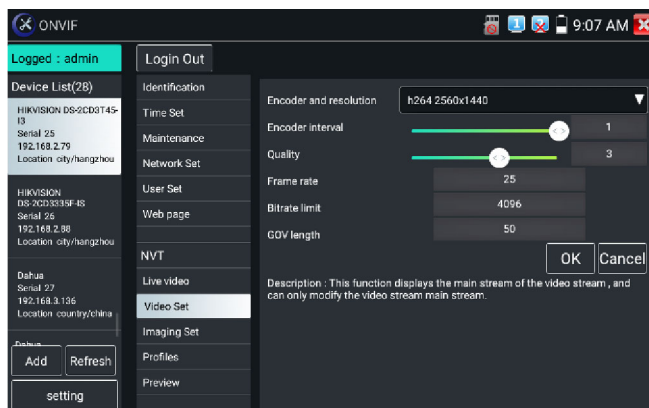 ONVIF
9:07 AM
Logged : admin
Login Out
Device List(28)
HIKVISION DS-2CD3T45-
I3
Serial 25
192.168.2.79
Location city/hangzhou
HIKVISION
DS-2CD3335F-IS
Serial 26
192.168.2.88
Location city/hangzhou
Dahua
Serial 27
192.168.3.136
Location country/china
Dahua
Add
Refresh
setting
Identification
Time Set
Maintenance
Network Set
User Set
Web page
NVT
Live video
Video Set
Imaging Set
Profiles
Preview
Encoder and resolution
h264 2560x1440
Encoder interval
1
Quality
3
Frame rate
25
Bitrate limit
4096
GOV length
50
OK
Cancel
Description : This function displays the main stream of the video stream , and
can only modify the video stream main stream.